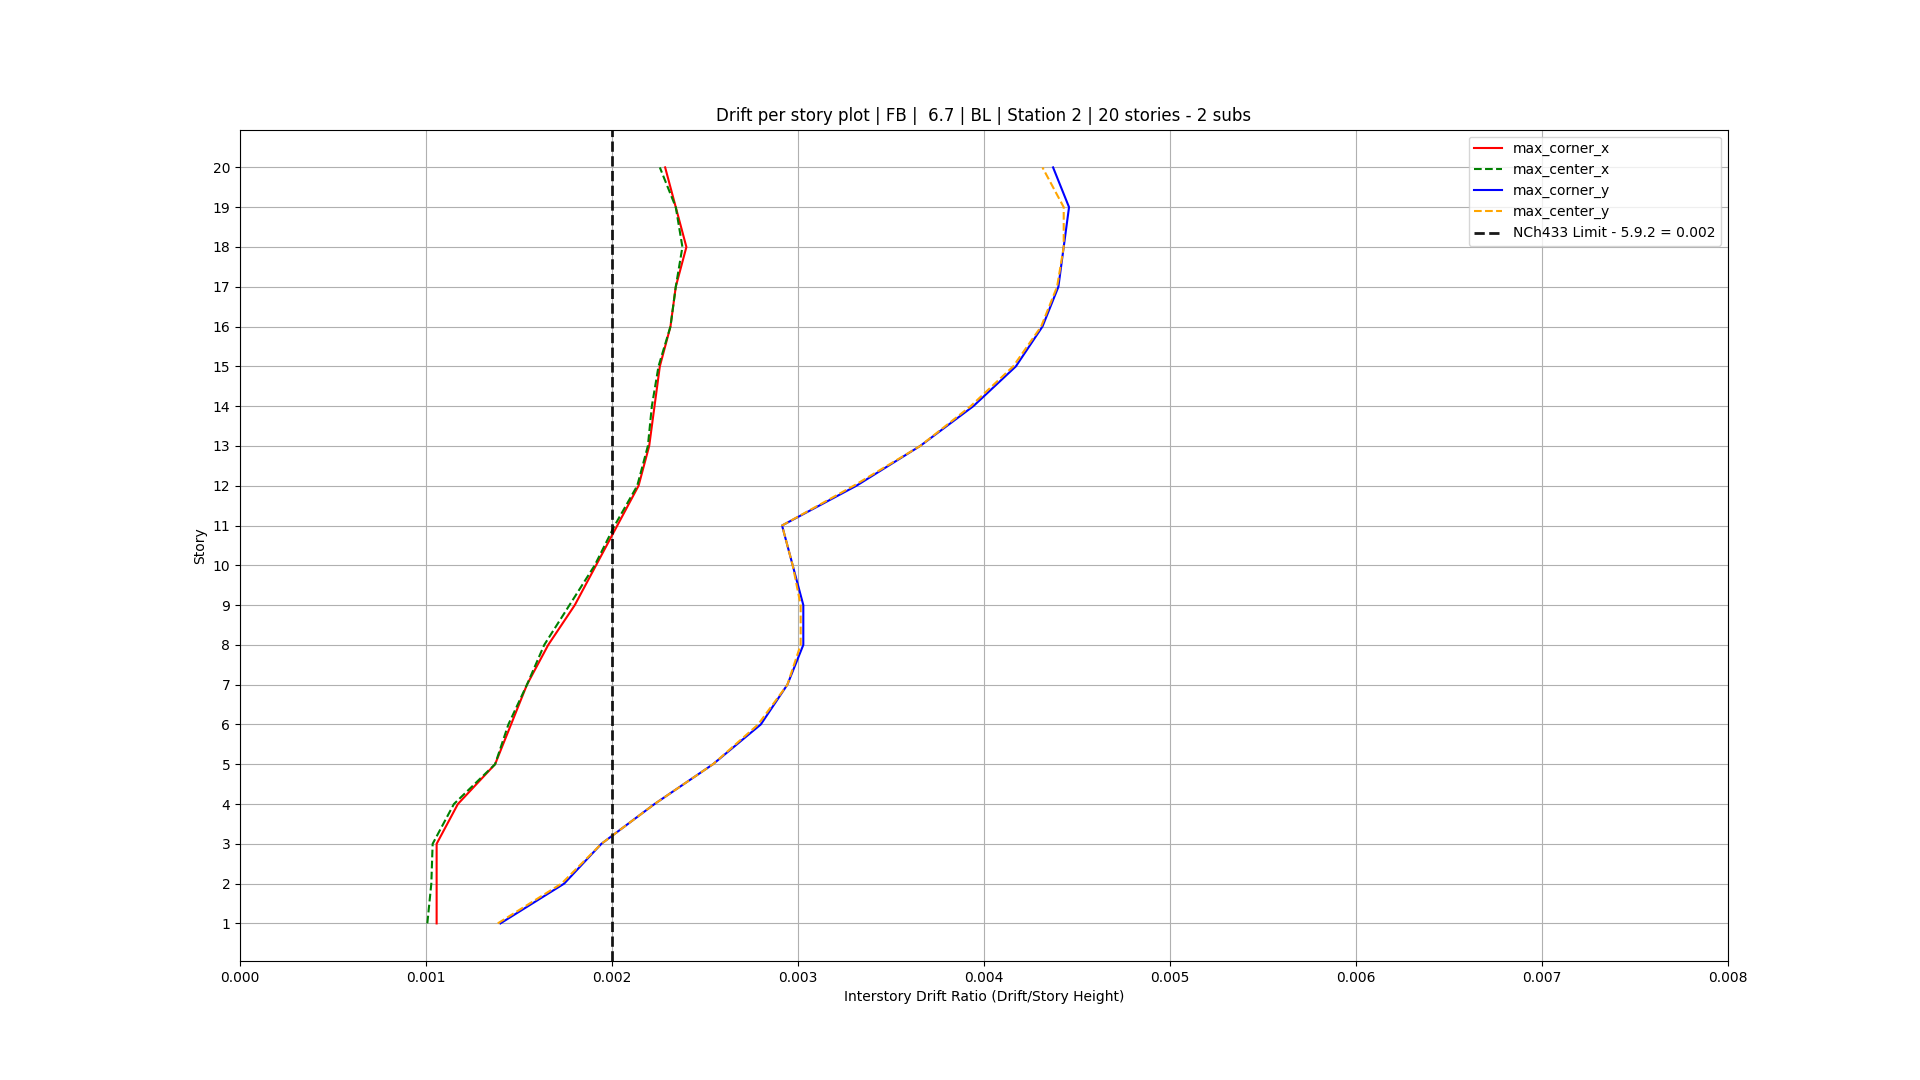 Drift per story plot | FB |  6.7 | BL | Station 2 | 20 stories - 2 subs
max_corner_x
max_center_x
max_corner_y
max_center_y
NCh433 Limit - 5.9.2 = 0.002
Story
20
19
18
17
16
15
14
13
12
11
10
9
8
7
6
5
4
3
2
1
0.000 0.001 0.002 0.003 0.004 0.005 0.006 0.007 0.008
Interstory Drift Ratio (Drift/Story Height)